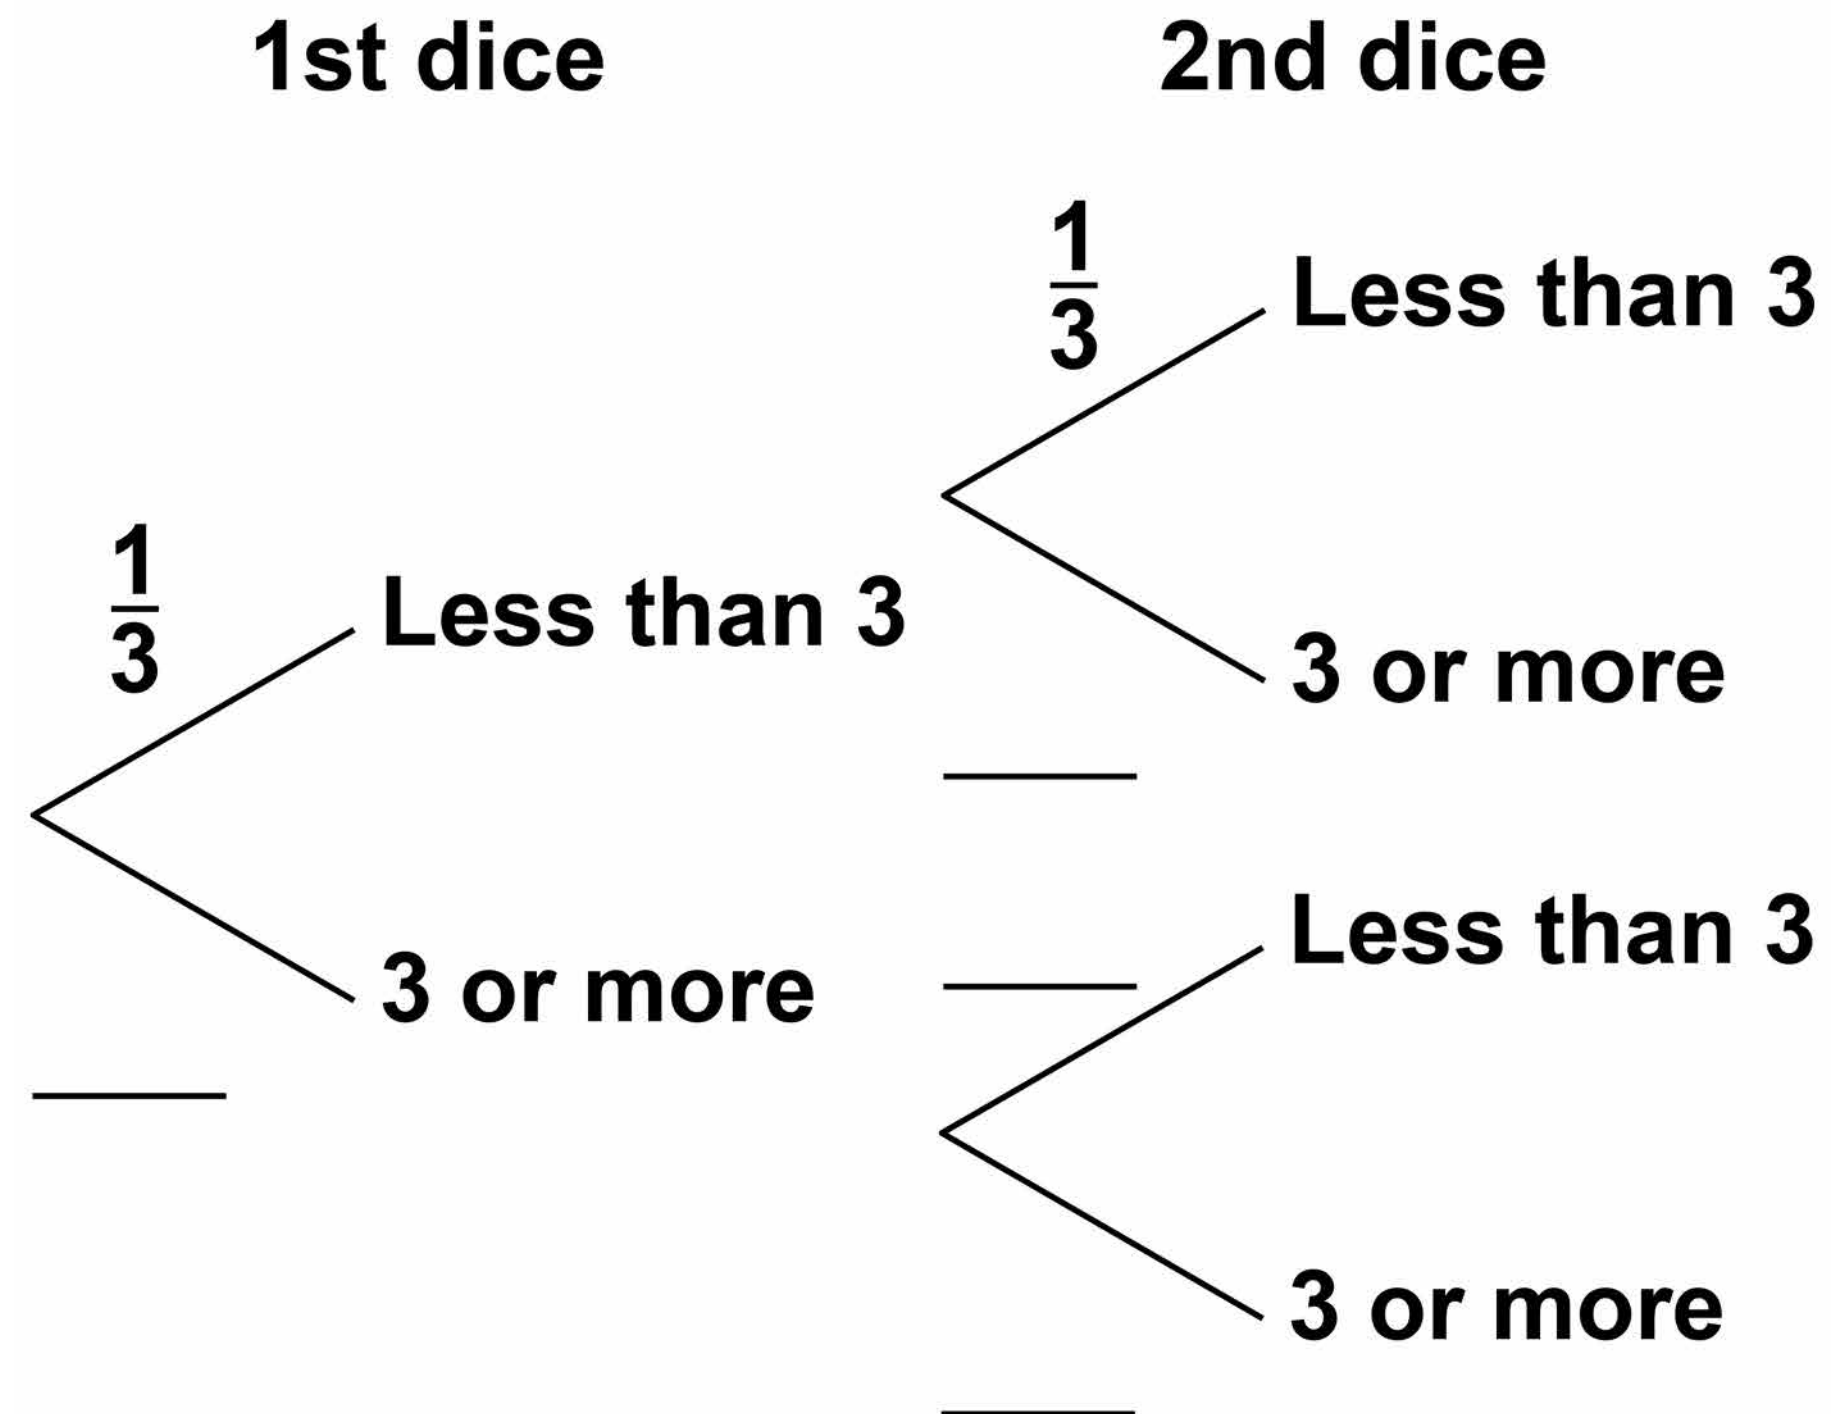 1st dice
2nd dice
1
3
Less than 3
3 or more
1
3
Less than 3
3 or more
Less than 3
3 or more